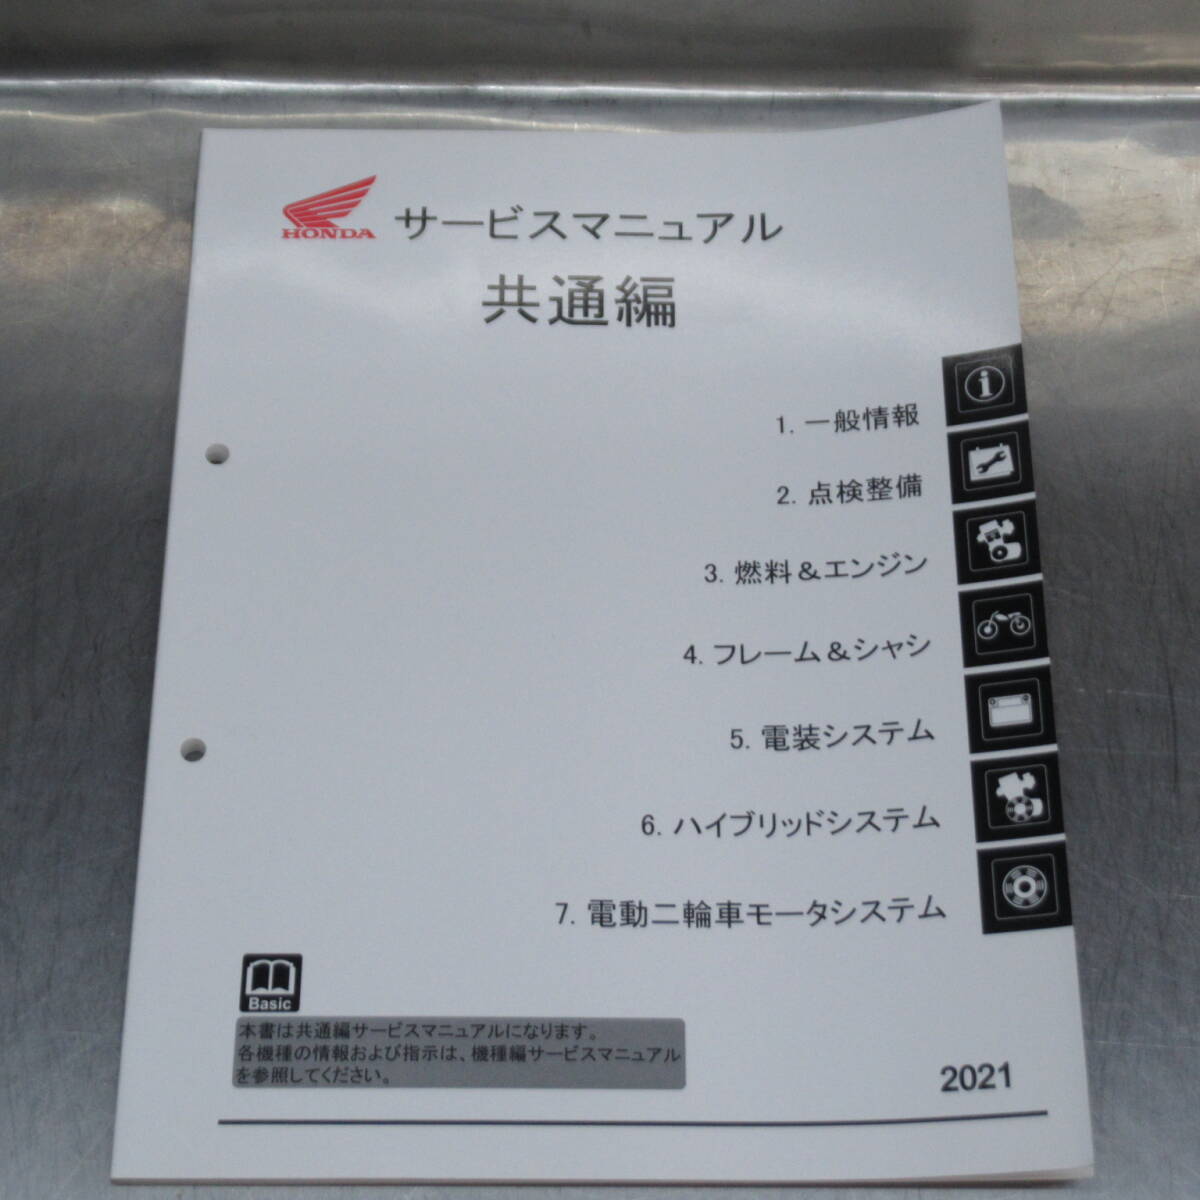 HONDA サービスマニュアル
共通編
1. 一般情報
2. 点検整備
3. 燃料&エンジン
4. フレーム&シャシ
5. 電装システム
6. ハイブリッドシステム
7. 電動二輪車モータシステム
Basic
本書は共通編サービスマニュアルになります。
各機種の情報および指示は、機種編サービスマニュアル
を参照してください。
2021